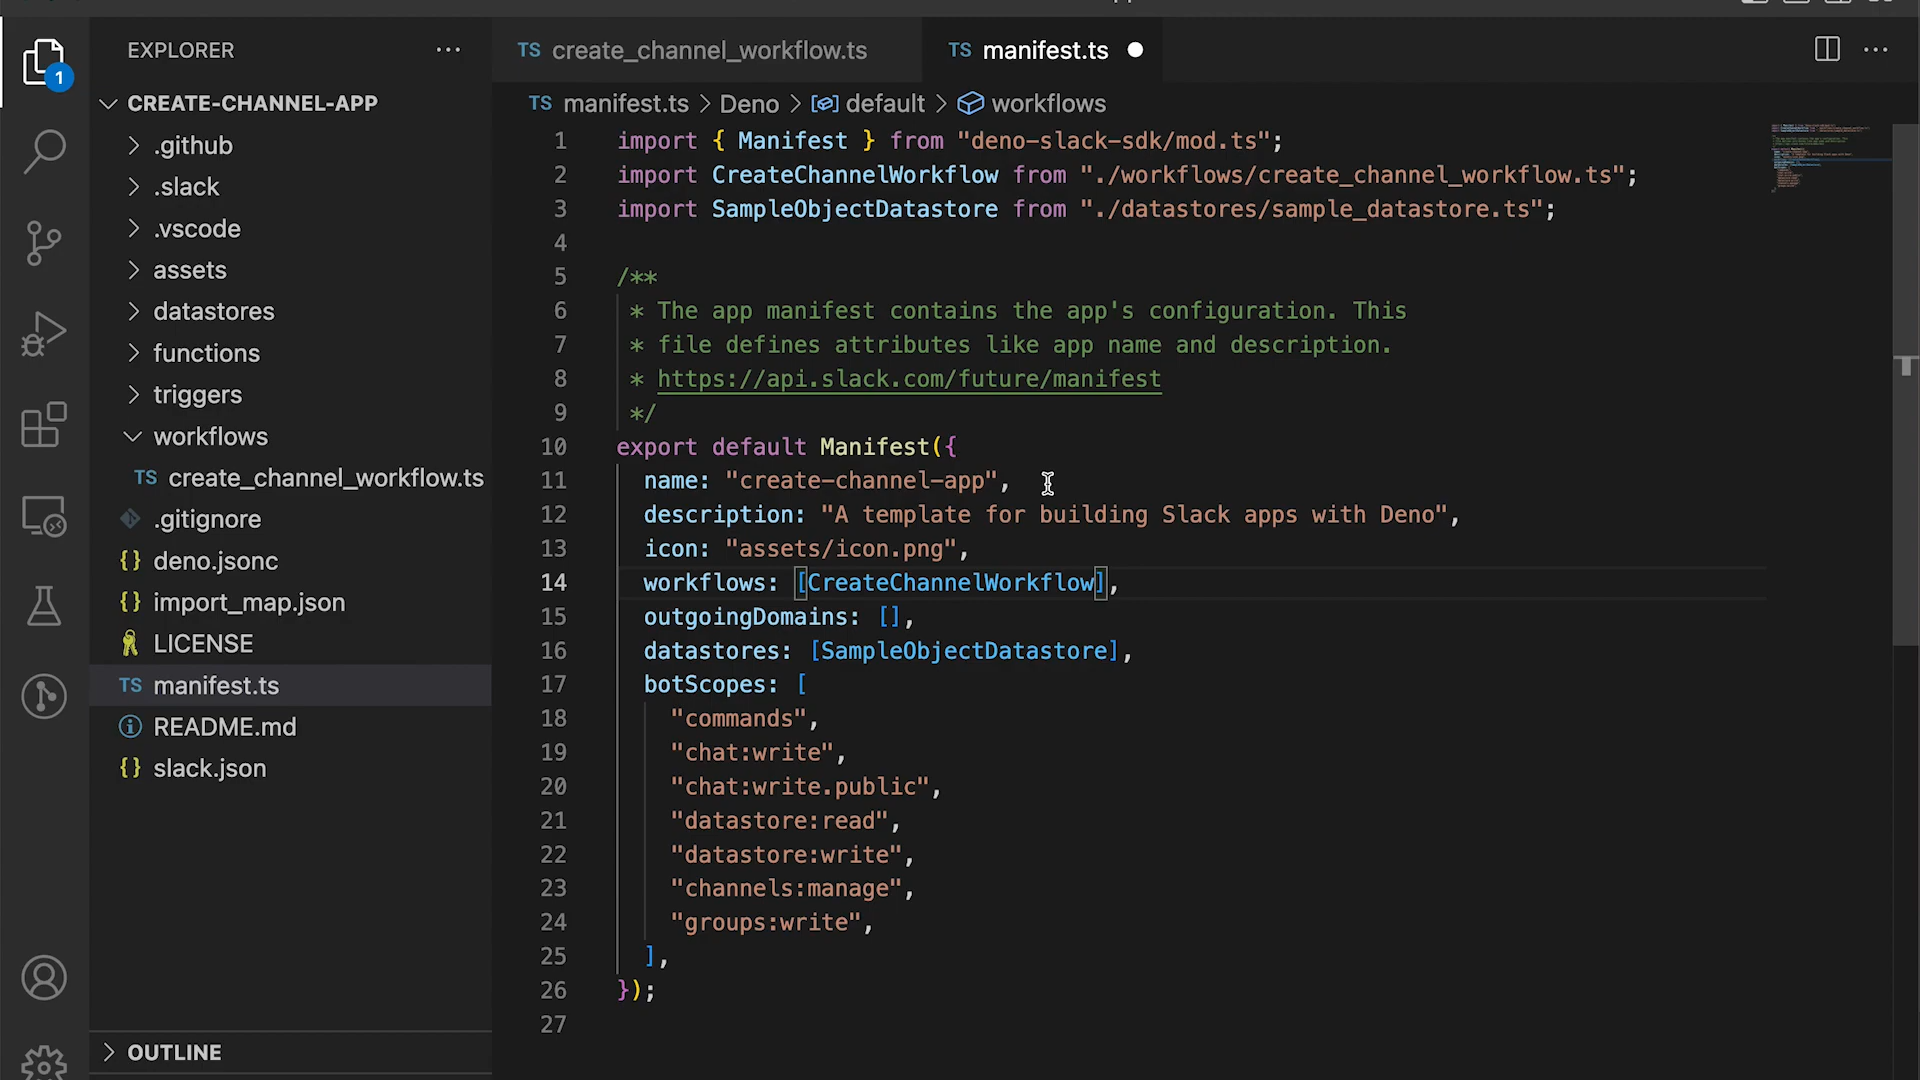 EXPLORER
1
CREATE-CHANNEL-APP
.github
.slack
.vscode
assets
datastores
functions
triggers
workflows
TS create_channel_workflow.ts
.gitignore
{} deno.jsonc
{} import_map.json
LICENSE
TS manifest.ts
README.md
{} slack.json
OUTLINE
TS create_channel_workflow.ts
TS manifest.ts
TS manifest.ts > Deno > default > workflows
1 import { Manifest } from "deno-slack-sdk/mod.ts";
2 import CreateChannelWorkflow from "./workflows/create_channel_workflow.ts";
3 import SampleObjectDatastore from "./datastores/sample_datastore.ts";
4
5 /**
6 * The app manifest contains the app's configuration. This
7 * file defines attributes like app name and description.
8 * https://api.slack.com/future/manifest
9 */
10 export default Manifest({
11 name: "create-channel-app",
12 description: "A template for building Slack apps with Deno",
13 icon: "assets/icon.png",
14 workflows: [CreateChannelWorkflow],
15 outgoingDomains: [],
16 datastores: [SampleObjectDatastore],
17 botScopes: [
18 "commands",
19 "chat:write",
20 "chat:write.public",
21 "datastore:read",
22 "datastore:write",
23 "channels:manage",
24 "groups:write",
25 ],
26 });
27